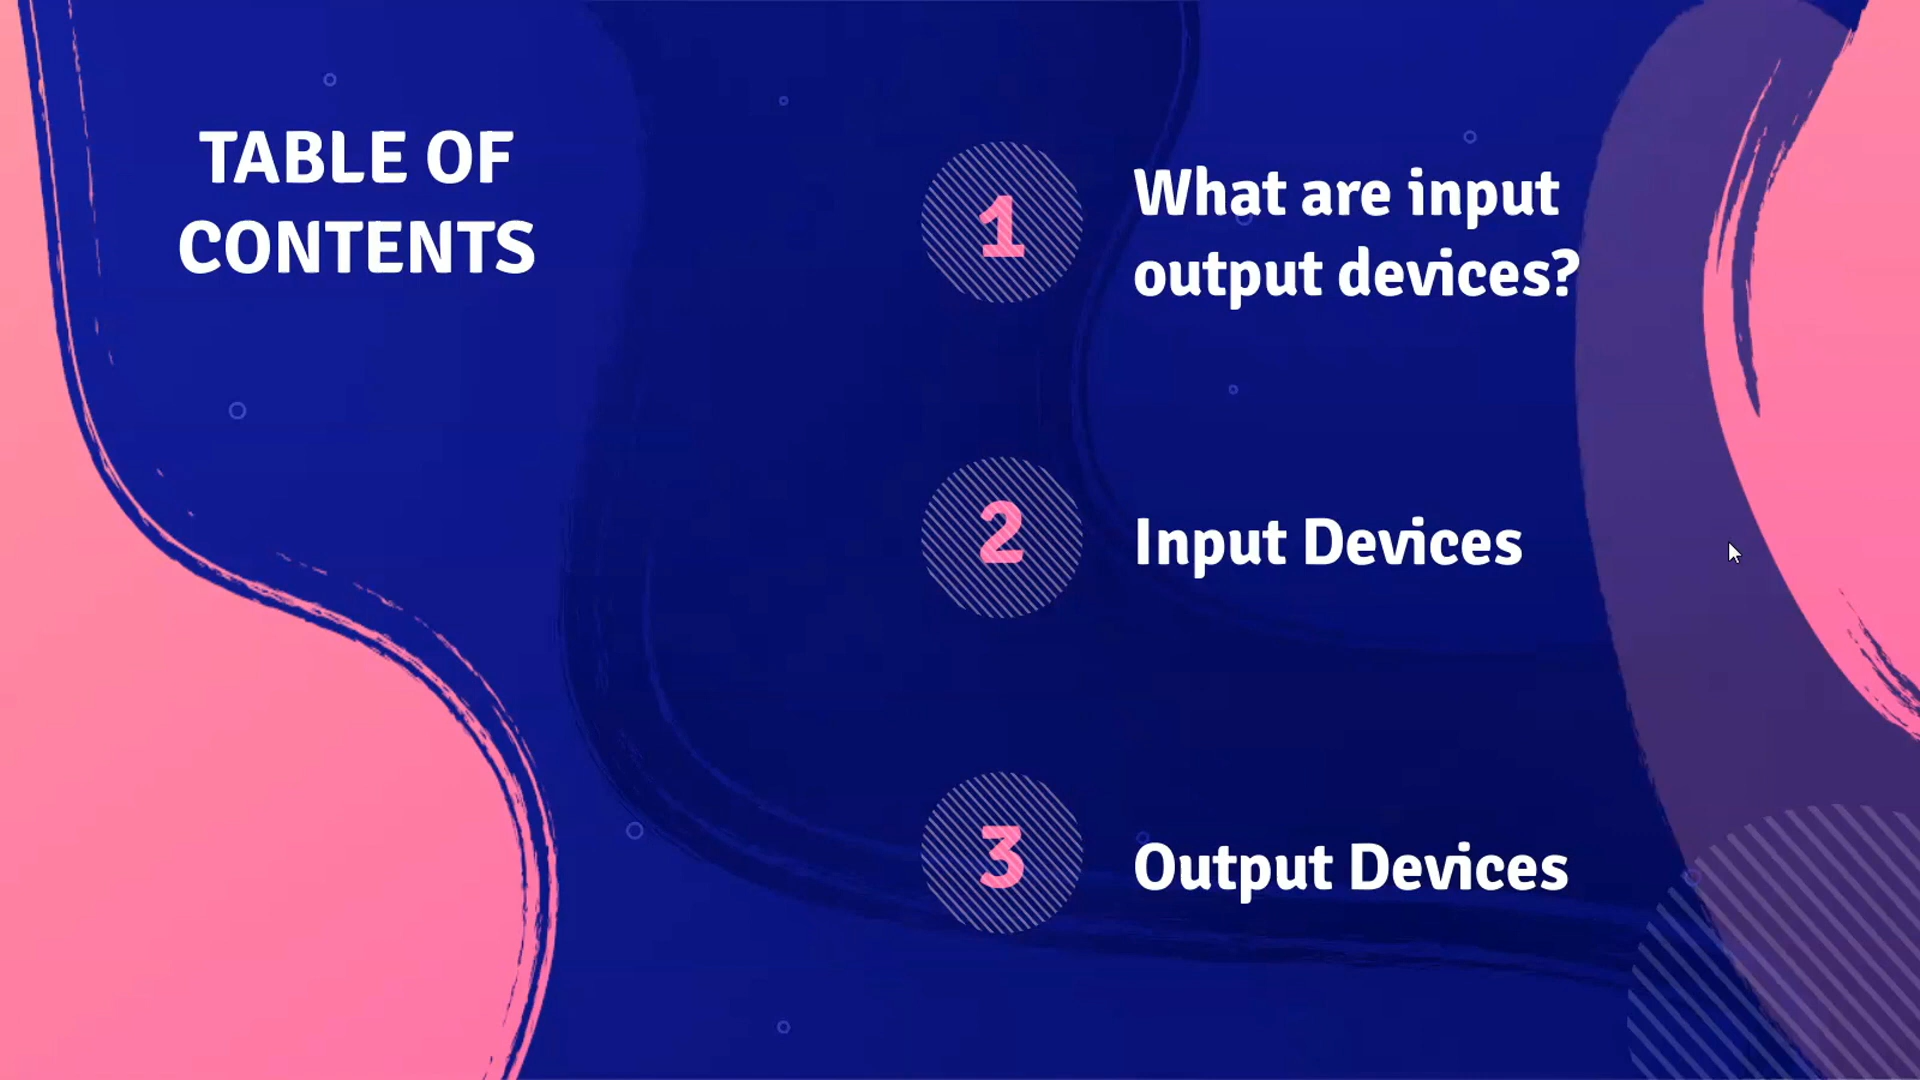 TABLE OF
CONTENTS
1
What are input
output devices?
2
Input Devices
3
Output Devices